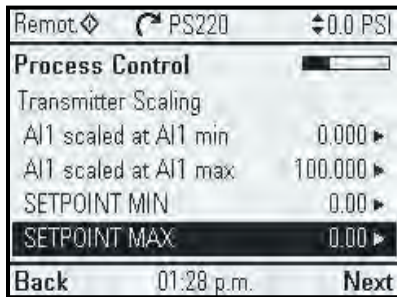 Remot. PS220 0.0 PSI
Process Control
Transmitter Scaling
AI1 scaled at AI1 min 0.000
AI1 scaled at AI1 max 100.000
SETPOINT MIN 0.00
SETPOINT MAX 0.00
Back 01:28 p.m. Next